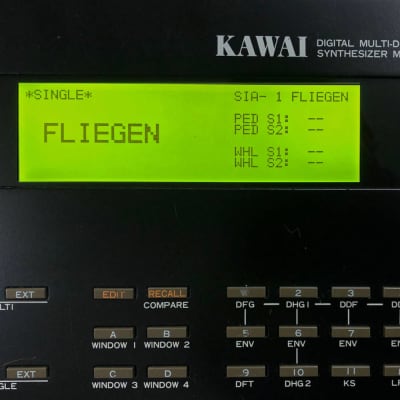 KAWAI
DIGITAL MULTI-D
SYNTHESIZER M
*SINGLE*
SIA- 1 FLIEGEN
FLIEGEN
PED S1: --
PED S2: --
WHL S1: --
WHL S2: --
EXT
EDIT
RECALL
2
3
LTI
COMPARE
DFG
DHG1
DDF
A
B
5
6
7
WINDOW 1
WINDOW 2
ENV
ENV
ENV
EXT
C
D
9
10
11
GLE
WINDOW 3
WINDOW 4
DFT
DHG2
KS